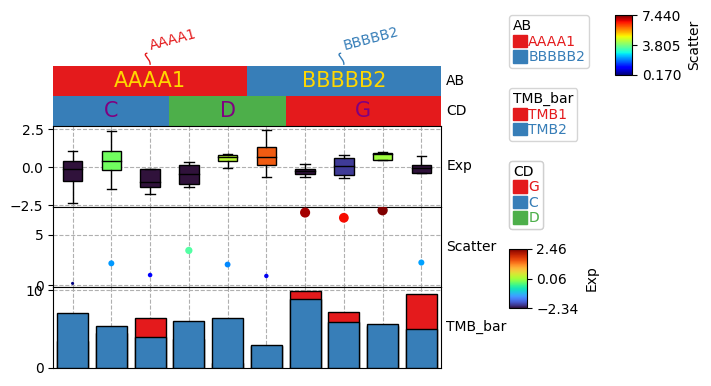 AAAA1
BBBBB2
AAAA1
BBBBB2
AB
C
D
G
CD
2.5
0.0
−2.5
Exp
5
0
Scatter
10
0
TMB_bar
AB
AAAA1
BBBBB2
TMB_bar
TMB1
TMB2
CD
G
C
D
2.46
0.06
−2.34
Exp
7.440
3.805
0.170
Scatter